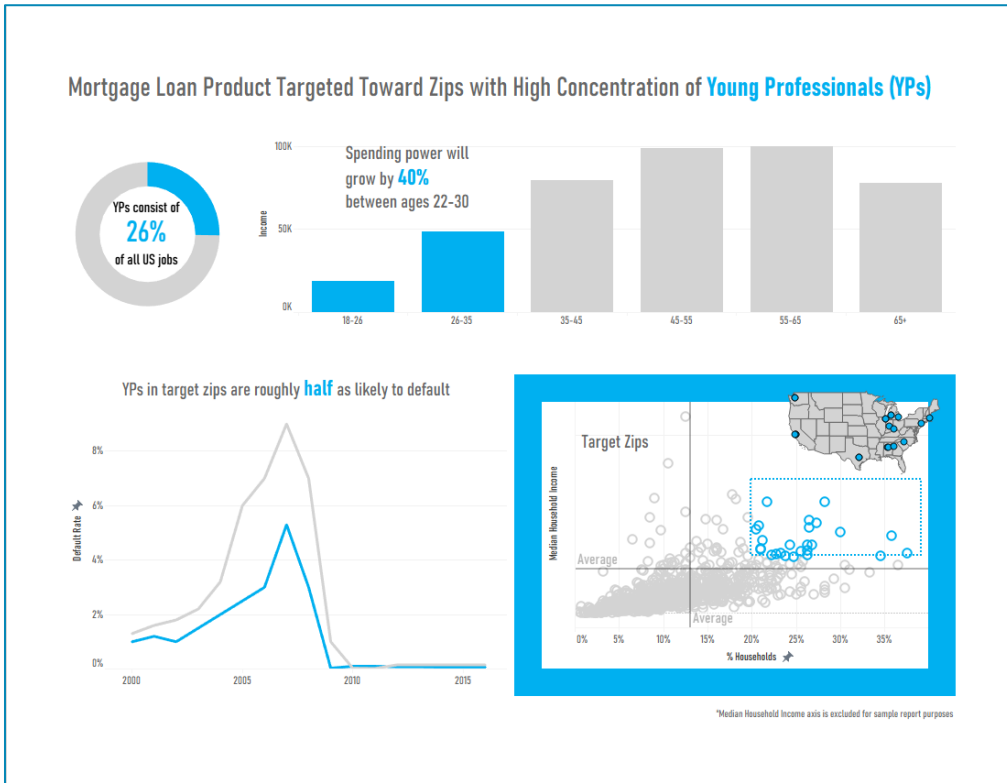 Mortgage Loan Product Targeted Toward Zips with High Concentration of Young Professionals (YPs)
YPs consist of
26%
of all US jobs
Spending power will
grow by 40%
between ages 22-30
Income
100K
50K
0K
18-26
26-35
35-45
45-55
55-65
65+
YPs in target zips are roughly half as likely to default
Default Rate
8%
6%
4%
2%
0%
2000
2005
2010
2015
Target Zips
Median Household Income
Average
Average
0%
5%
10%
15%
20%
25%
30%
35%
% Households
*Median Household Income axis is excluded for sample report purposes